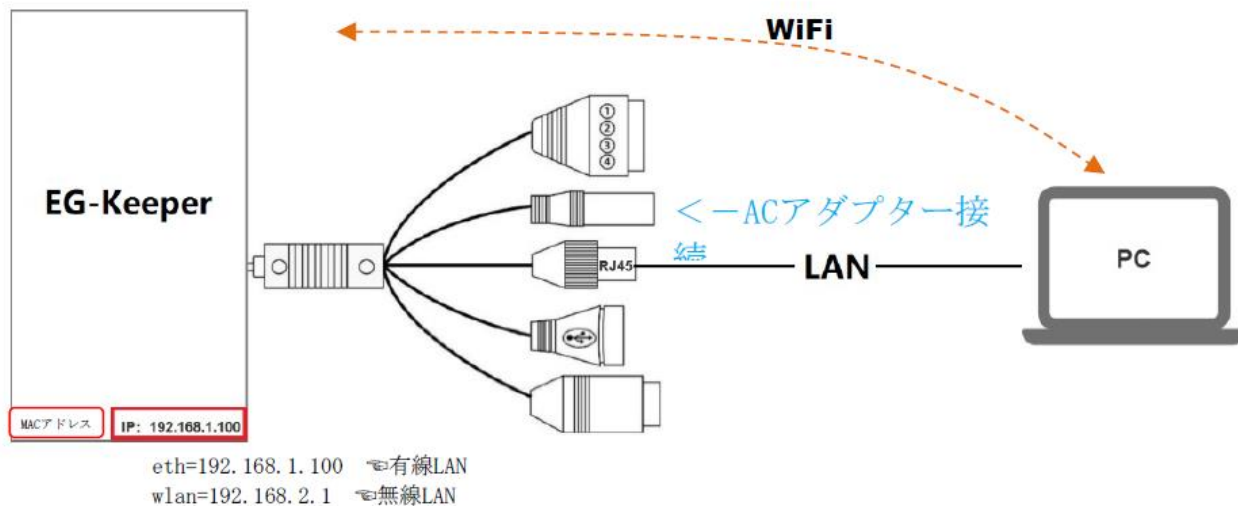 WiFi
①
②
③
④
EG-Keeper
<－ACアダプター接
続
RJ45
LAN
PC
MACアドレス
IP: 192.168.1.100
eth=192.168.1.100 ☜有線LAN
wlan=192.168.2.1 ☜無線LAN